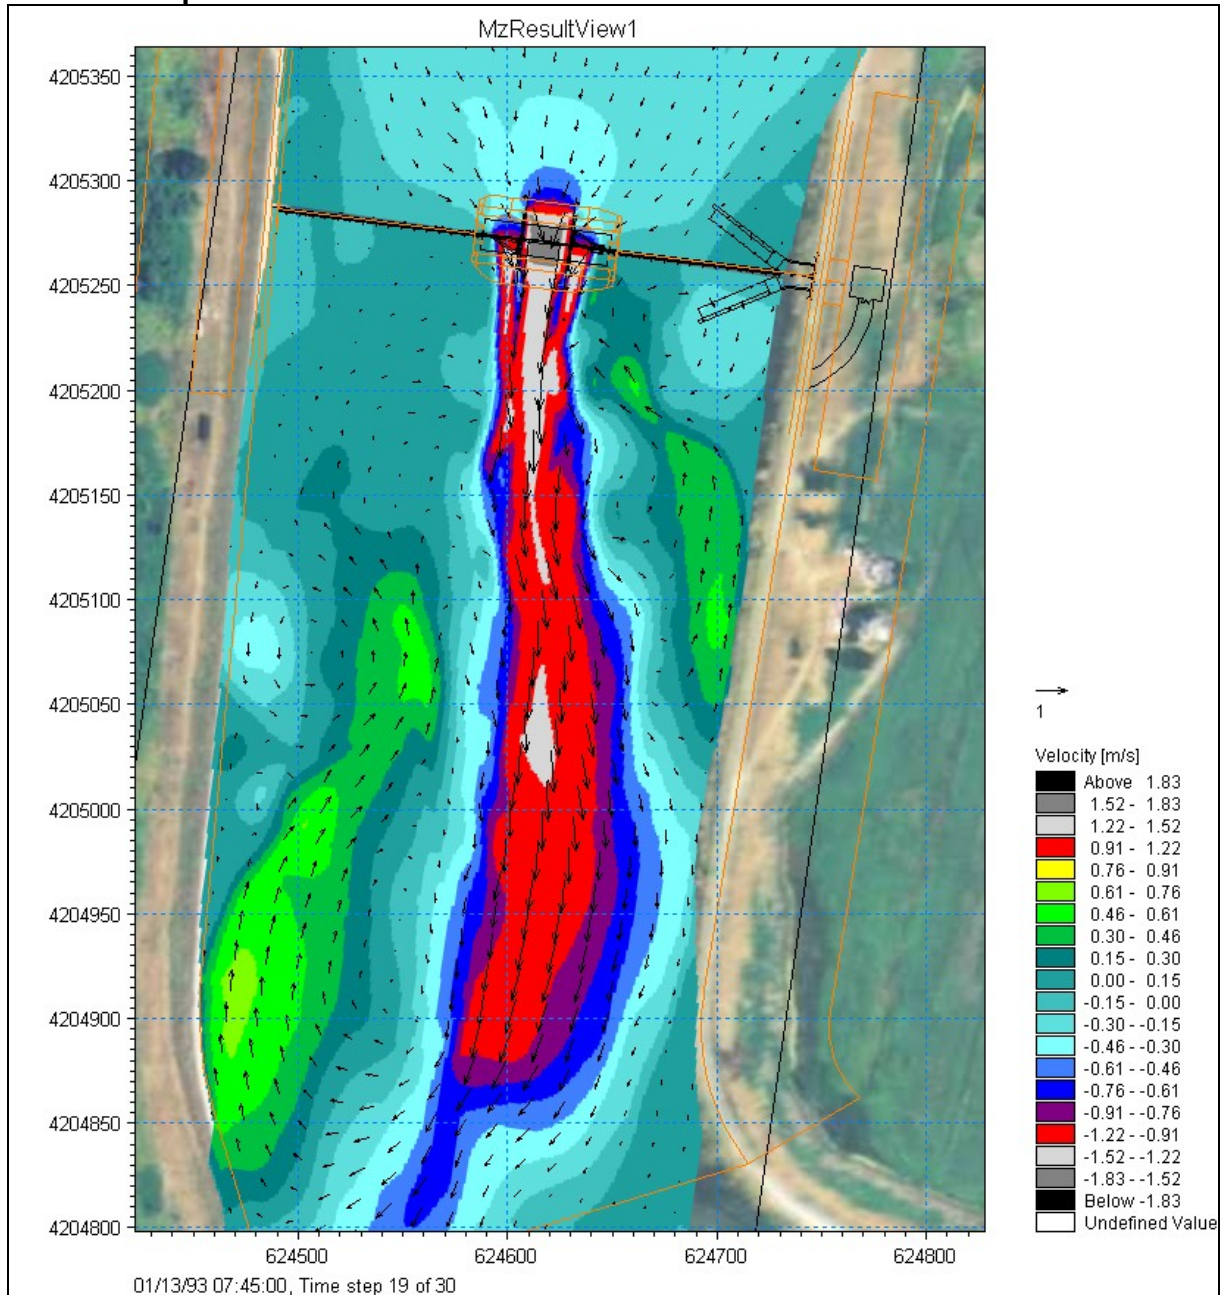 MzResultView1
4205350
4205300
4205250
4205200
4205150
4205100
4205050
4205000
4204950
4204900
4204850
4204800
624500 624600 624700 624800
01/13/93 07:45:00, Time step 19 of 30
1
Velocity [m/s]
Above 1.83
1.52 - 1.83
1.22 - 1.52
0.91 - 1.22
0.76 - 0.91
0.61 - 0.76
0.46 - 0.61
0.30 - 0.46
0.15 - 0.30
0.00 - 0.15
-0.15 - 0.00
-0.30 - -0.15
-0.46 - -0.30
-0.61 - -0.46
-0.76 - -0.61
-0.91 - -0.76
-1.22 - -0.91
-1.52 - -1.22
-1.83 - -1.52
Below -1.83
Undefined Value